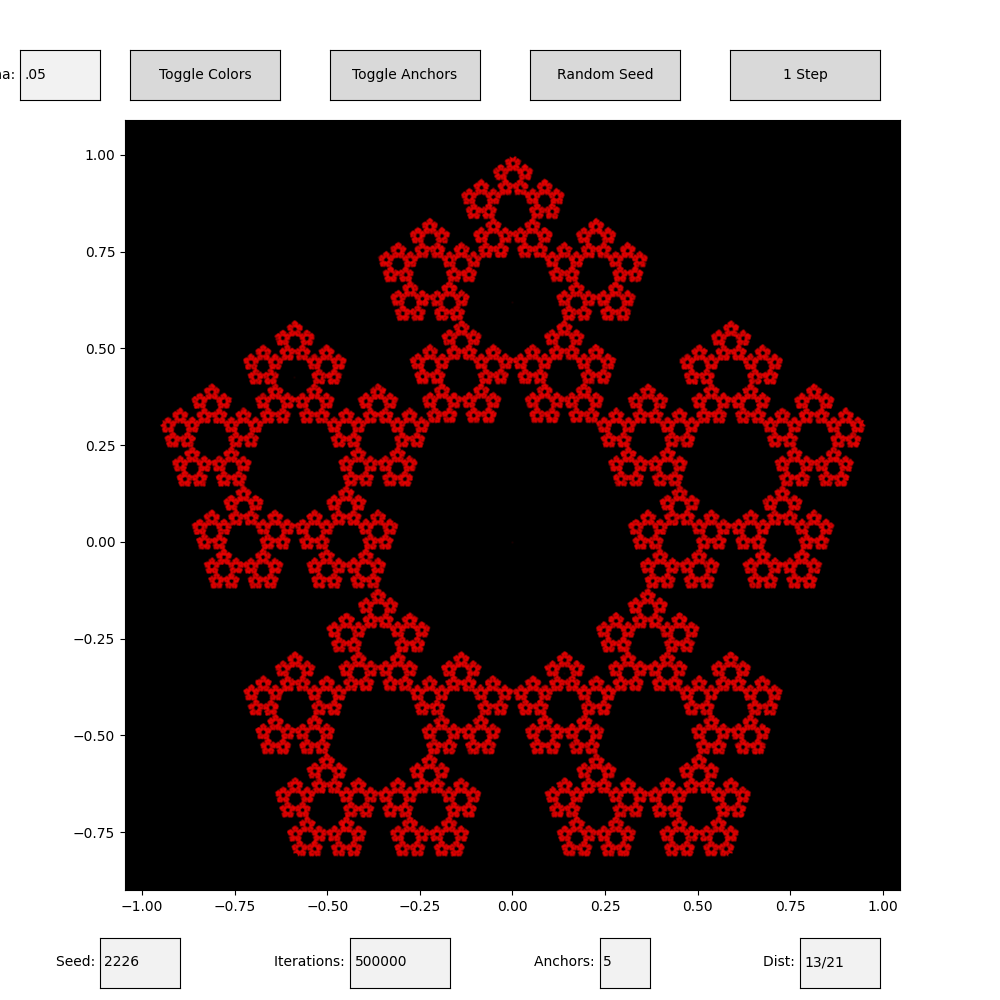 a: .05 Toggle Colors Toggle Anchors Random Seed 1 Step
1.00
0.75
0.50
0.25
0.00
−0.25
−0.50
−0.75
−1.00 −0.75 −0.50 −0.25 0.00 0.25 0.50 0.75 1.00
Seed: 2226 Iterations: 500000 Anchors: 5 Dist: 13/21